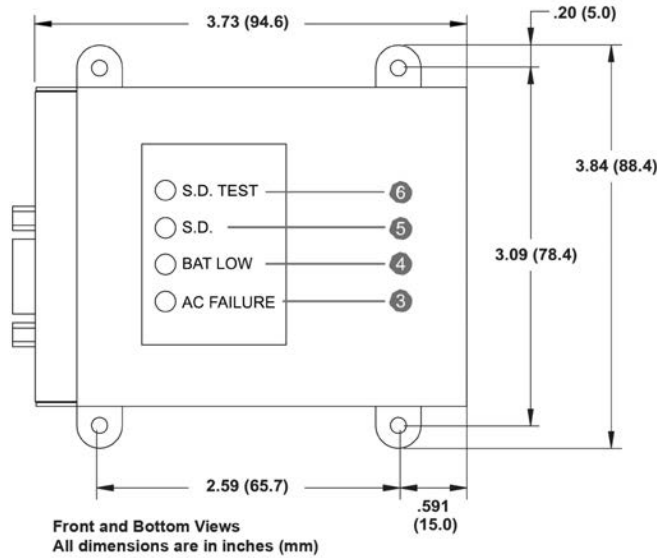 3.73 (94.6)
.20 (5.0)
3.84 (88.4)
S.D. TEST 6
S.D. 5
3.09 (78.4)
BAT LOW 4
AC FAILURE 3
2.59 (65.7)
.591
(15.0)
Front and Bottom Views
All dimensions are in inches (mm)